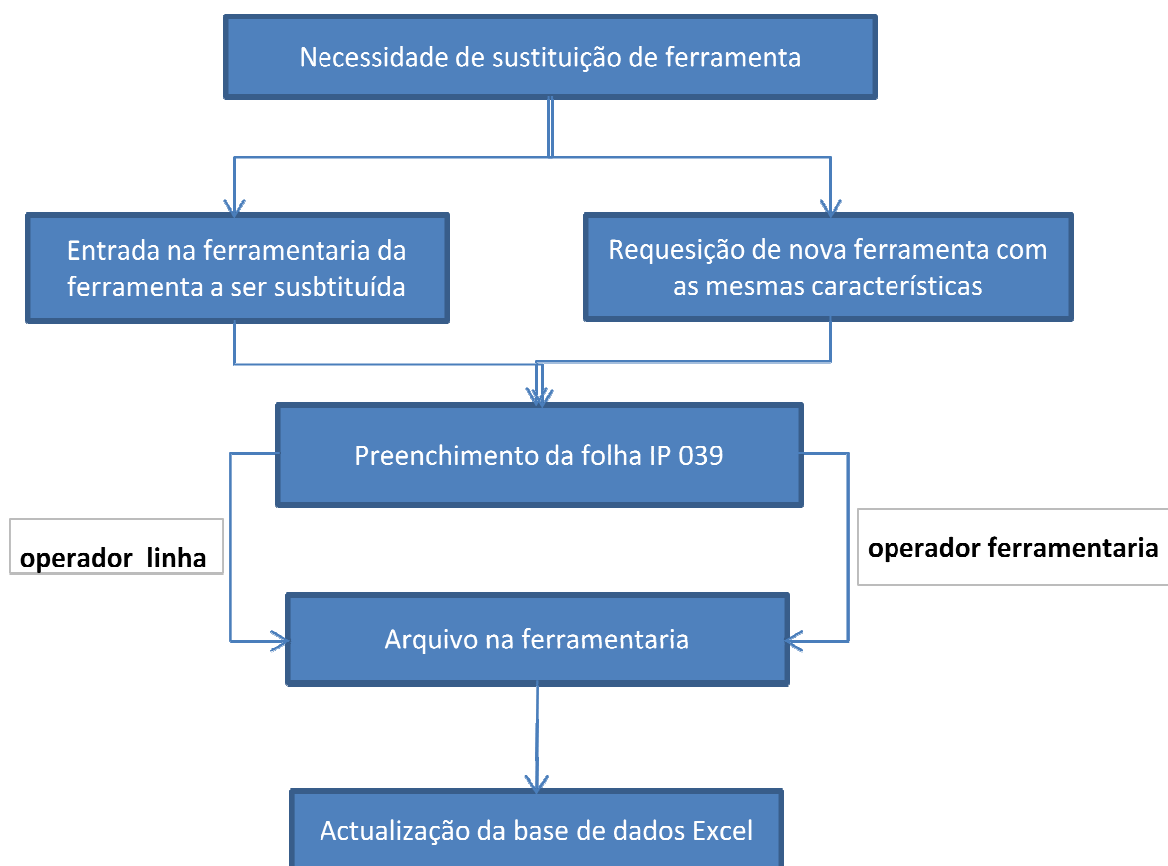 Necessidade de sustituição de ferramenta
Entrada na ferramentaria da
ferramenta a ser susbtituída
Requesição de nova ferramenta com
as mesmas características
Preenchimento da folha IP 039
operador linha
operador ferramentaria
Arquivo na ferramentaria
Actualização da base de dados Excel